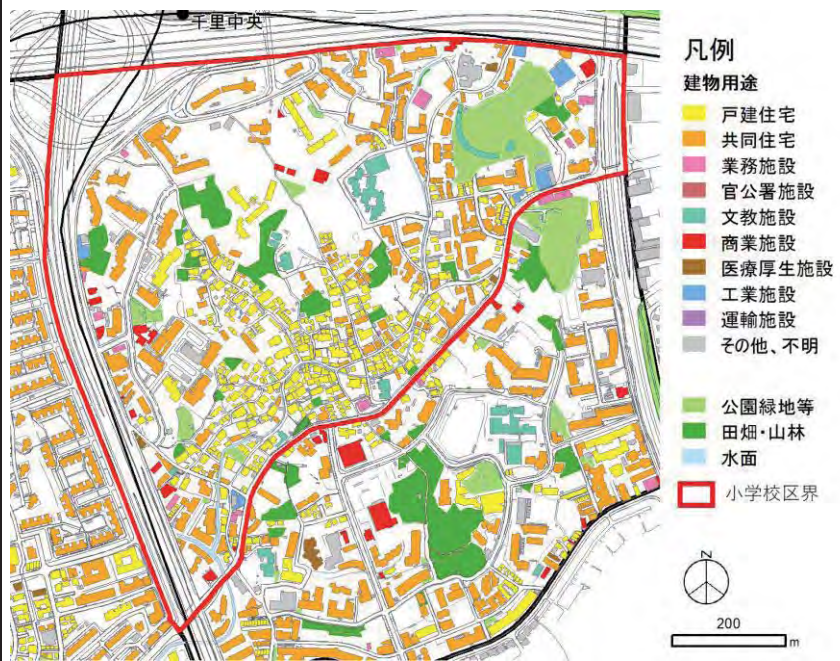 千里中央
凡例
建物用途
戸建住宅
共同住宅
業務施設
官公署施設
文教施設
商業施設
医療厚生施設
工業施設
運輸施設
その他、不明
公園緑地等
田畑・山林
水面
小学校区界
N
200
m